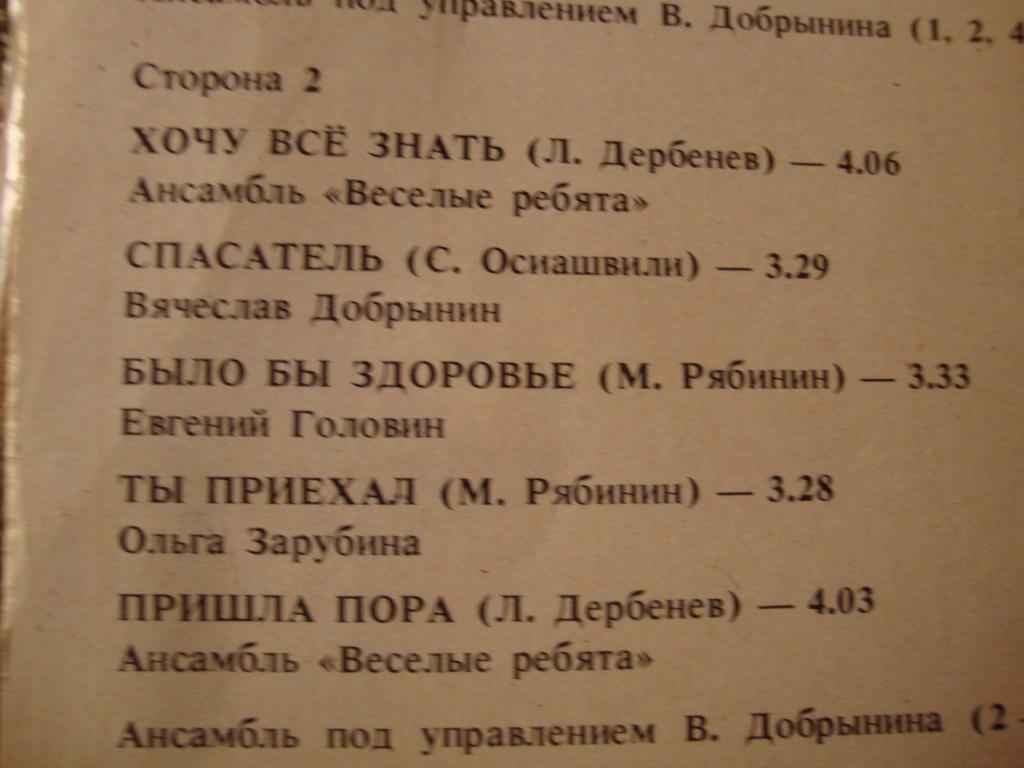 Ансамбль под управлением В. Добрынина (1, 2, 4
Сторона 2
ХОЧУ ВСЁ ЗНАТЬ (Л. Дербенев) — 4.06
Ансамбль «Веселые ребята»
СПАСАТЕЛЬ (С. Осиашвили) — 3.29
Вячеслав Добрынин
БЫЛО БЫ ЗДОРОВЬЕ (М. Рябинин) — 3.33
Евгений Головин
ТЫ ПРИЕХАЛ (М. Рябинин) — 3.28
Ольга Зарубина
ПРИШЛА ПОРА (Л. Дербенев) — 4.03
Ансамбль «Веселые ребята»
Ансамбль под управлением В. Добрынина (2 -